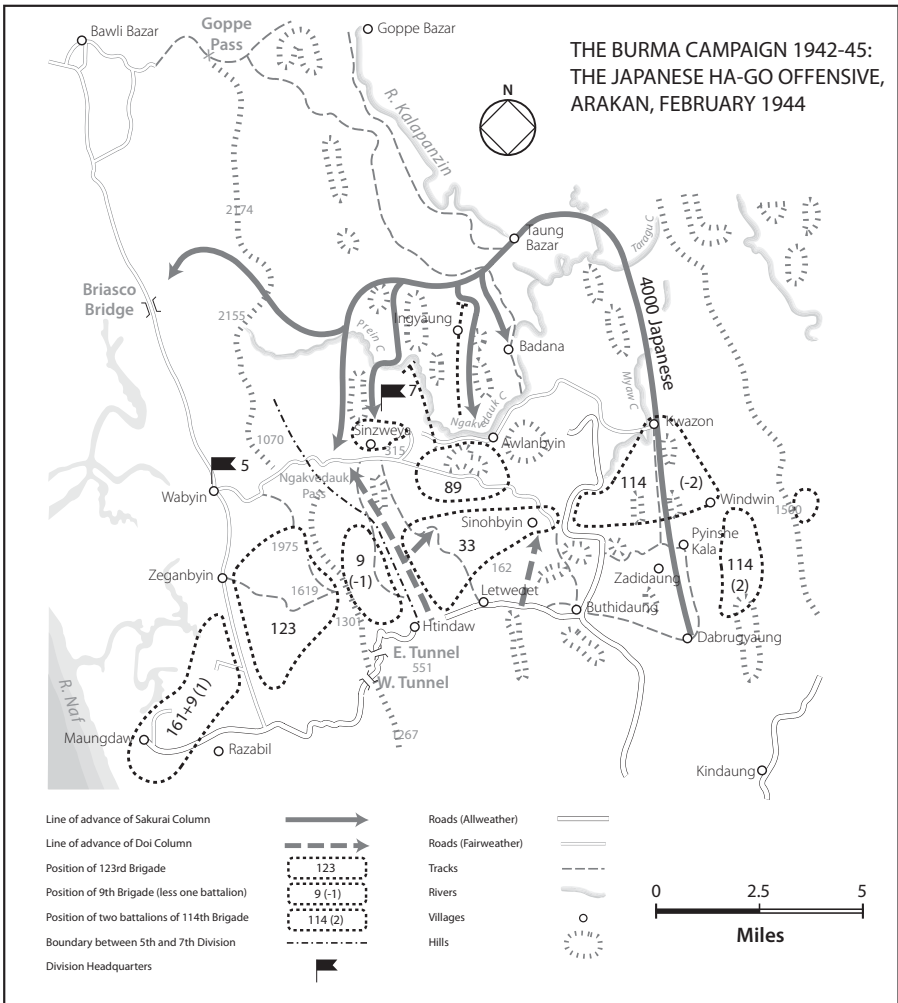 Bawli Bazar
Goppe
Pass
Goppe Bazar
THE BURMA CAMPAIGN 1942-45:
THE JAPANESE HA-GO OFFENSIVE,
ARAKAN, FEBRUARY 1944
N
R. Kalapanzin
2174
Taung
Bazar
Taragu C
4000 Japanese
Briasco
Bridge
2155
Prein C
Ingyaung
Badana
Myaw C
7
Ngakyedauk C
Kwazon
Sinzweya
315
Awlanbyin
1070
5
Wabyin
Ngakyedauk
Pass
89
114
(-2)
Windwin
1500
Sinohbyin
33
162
1975
9
(-1)
Pyinshe
Kala
114
(2)
Zeganbyin
1619
Zadidaung
Letwedet
Buthidaung
123
1301
Htindaw
Dabrugyaung
E. Tunnel
551
W. Tunnel
R. Naf
161+9 (1)
Maungdaw
Razabil
1267
Kindaung
Line of advance of Sakurai Column
Roads (Allweather)
Line of advance of Doi Column
Roads (Fairweather)
Position of 123rd Brigade
123
Tracks
Position of 9th Brigade (less one battalion)
9 (-1)
Rivers
Position of two battalions of 114th Brigade
114 (2)
Villages
Boundary between 5th and 7th Division
Hills
Division Headquarters
0
2.5
5
Miles